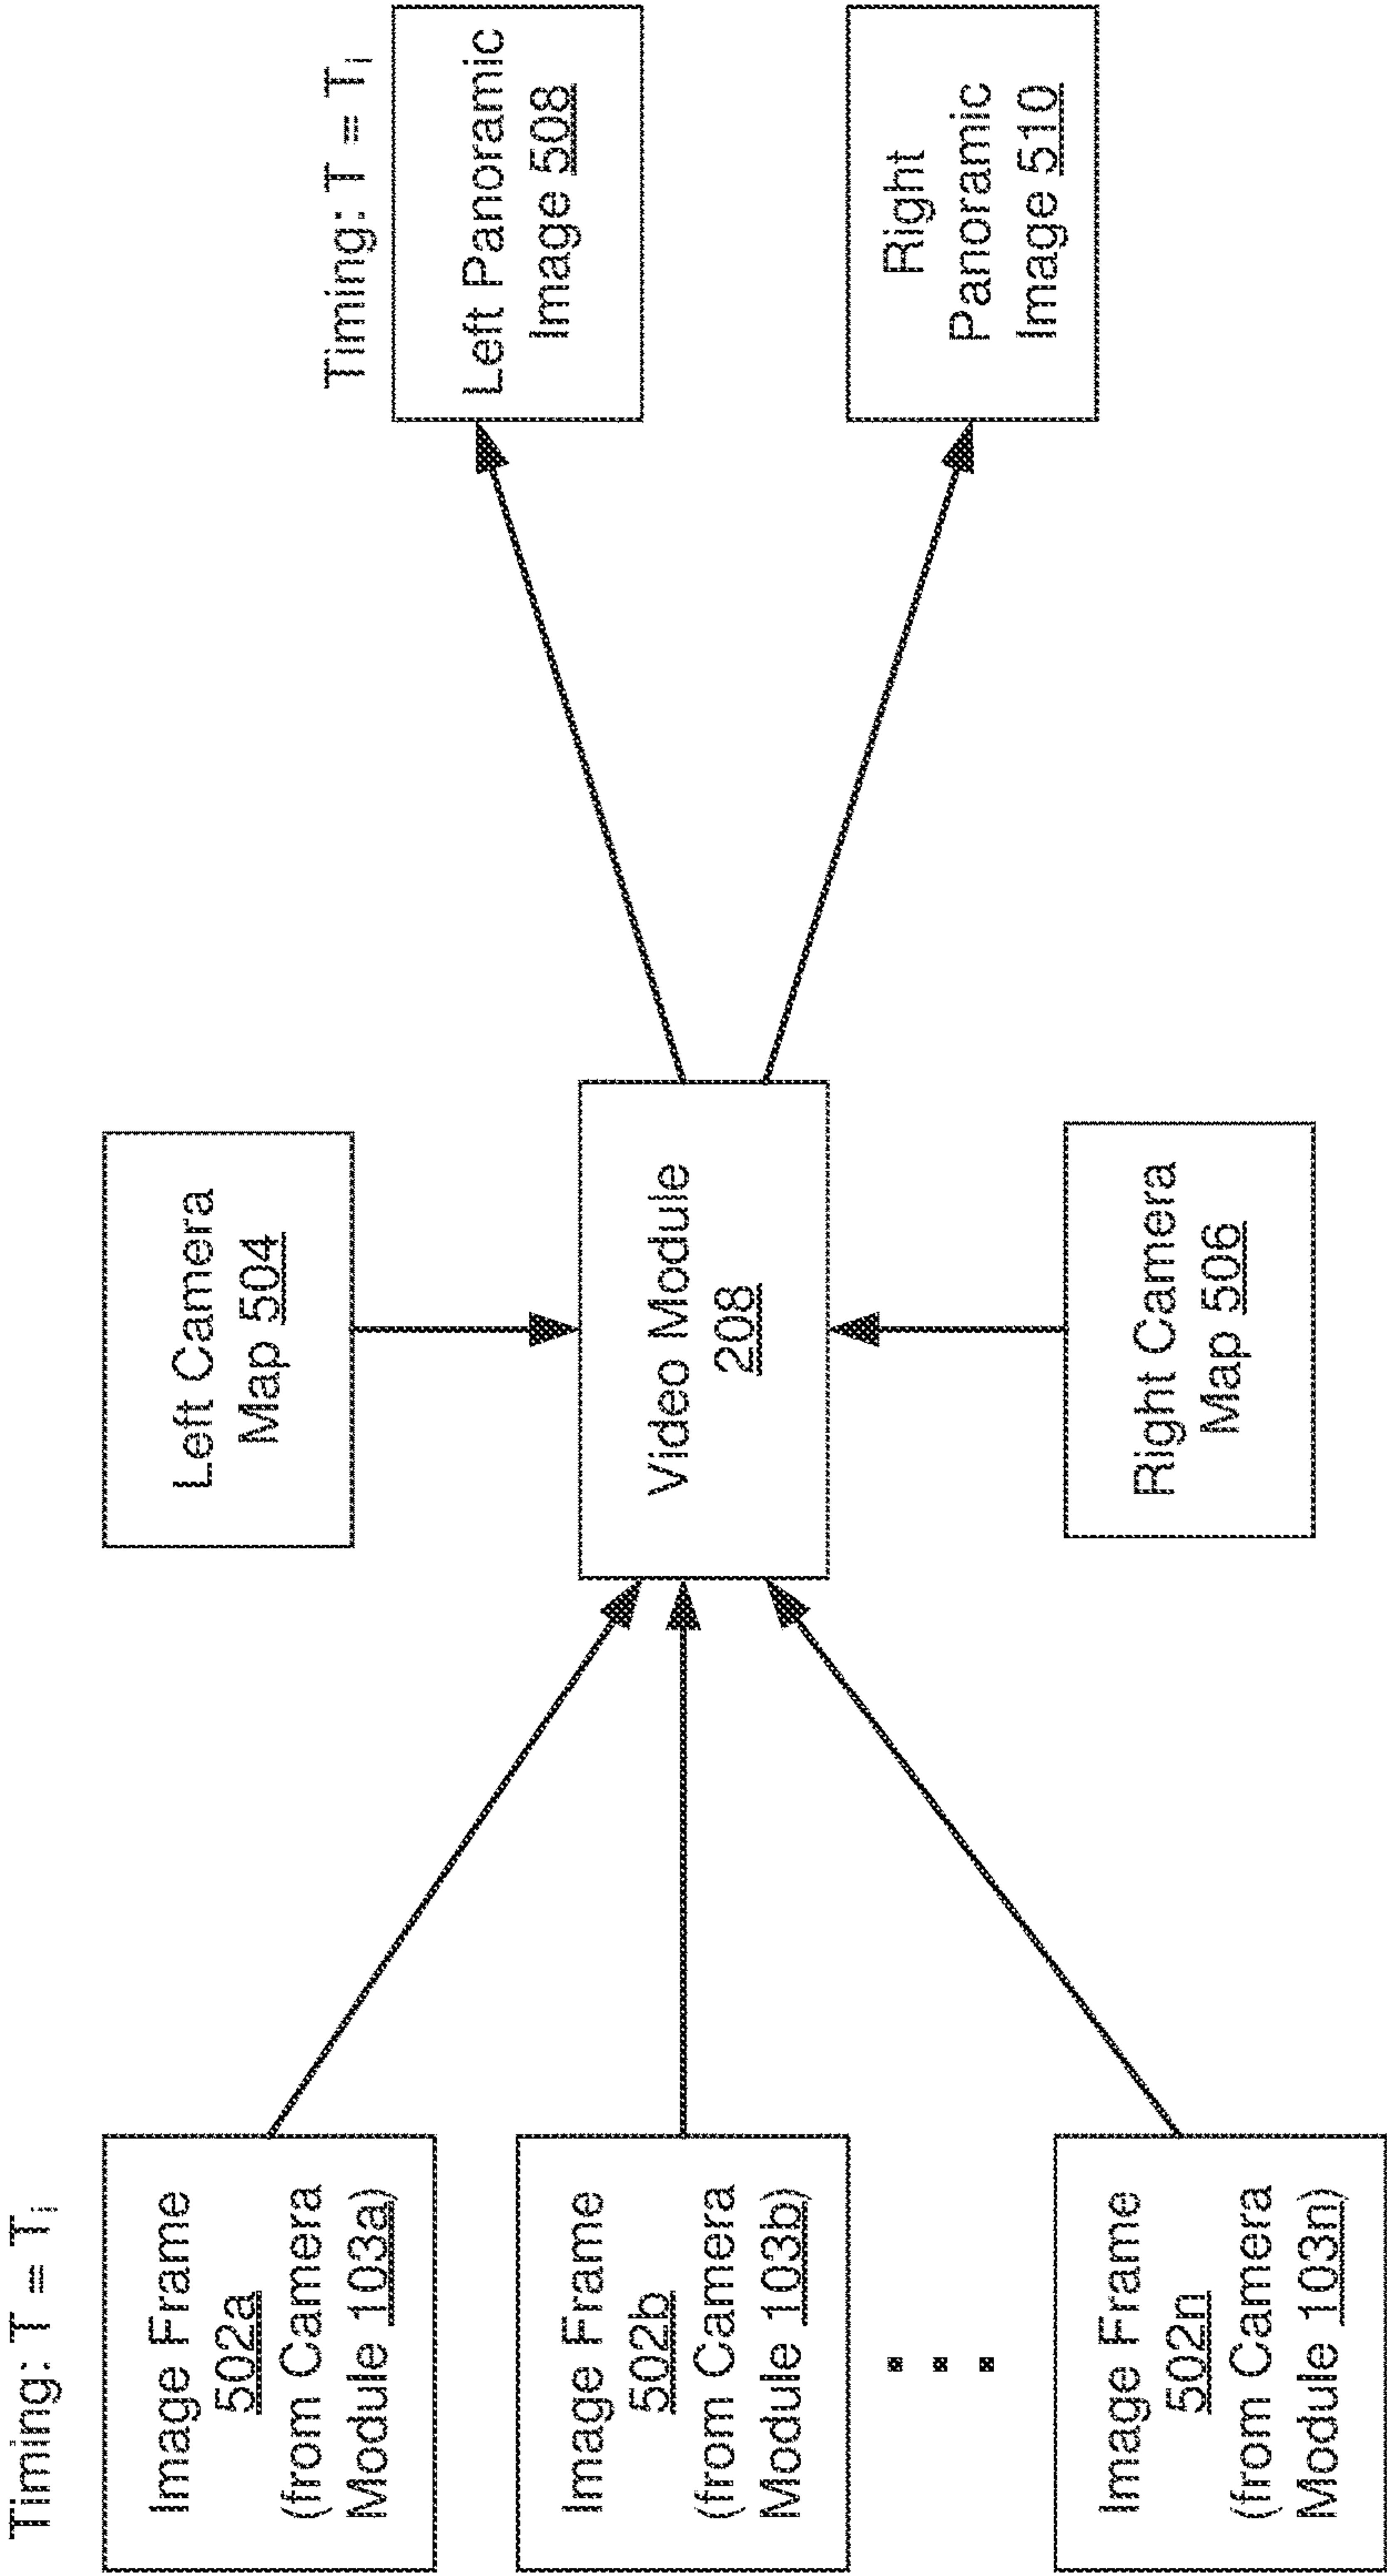 Timing: T = Ti
Image Frame
502a
(from Camera
Module 103a)
Image Frame
502b
(from Camera
Module 103b)
Image Frame
502n
(from Camera
Module 103n)
Left Camera
Map 504
Video Module
208
Right Camera
Map 506
Timing: T = Ti
Left Panoramic
Image 508
Right
Panoramic
Image 510